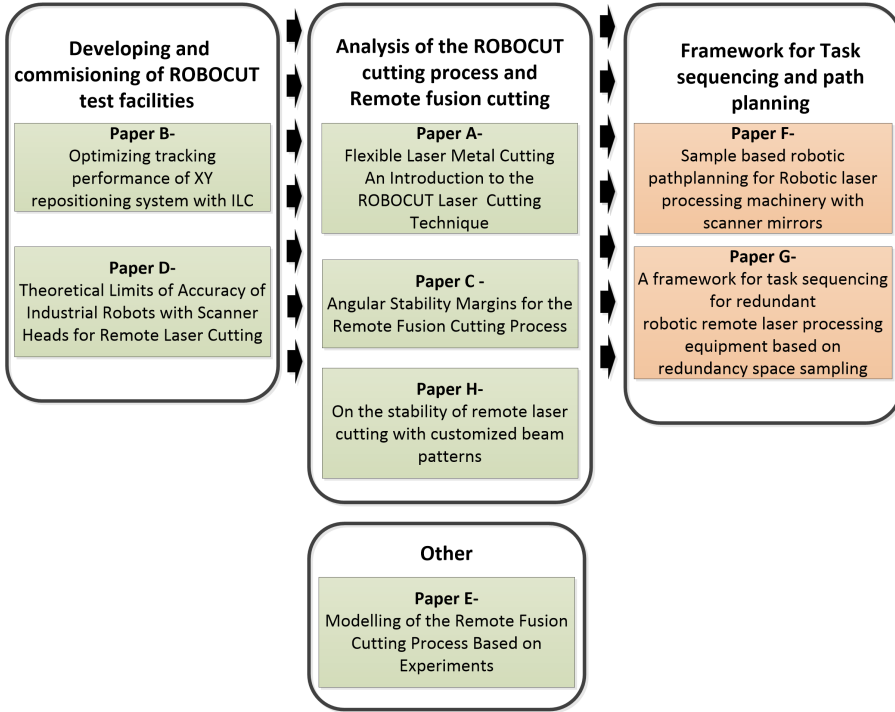 Developing and
commisioning of ROBOCUT
test facilities
Paper B-
Optimizing tracking
performance of XY
repositioning system with ILC
Paper D-
Theoretical Limits of Accuracy of
Industrial Robots with Scanner
Heads for Remote Laser Cutting
Analysis of the ROBOCUT
cutting process and
Remote fusion cutting
Paper A-
Flexible Laser Metal Cutting
An Introduction to the
ROBOCUT Laser Cutting
Technique
Paper C -
Angular Stability Margins for the
Remote Fusion Cutting Process
Paper H-
On the stability of remote laser
cutting with customized beam
patterns
Framework for Task
sequencing and path
planning
Paper F-
Sample based robotic
pathplanning for Robotic laser
processing machinery with
scanner mirrors
Paper G-
A framework for task sequencing
for redundant
robotic remote laser processing
equipment based on
redundancy space sampling
Other
Paper E-
Modelling of the Remote Fusion
Cutting Process Based on
Experiments